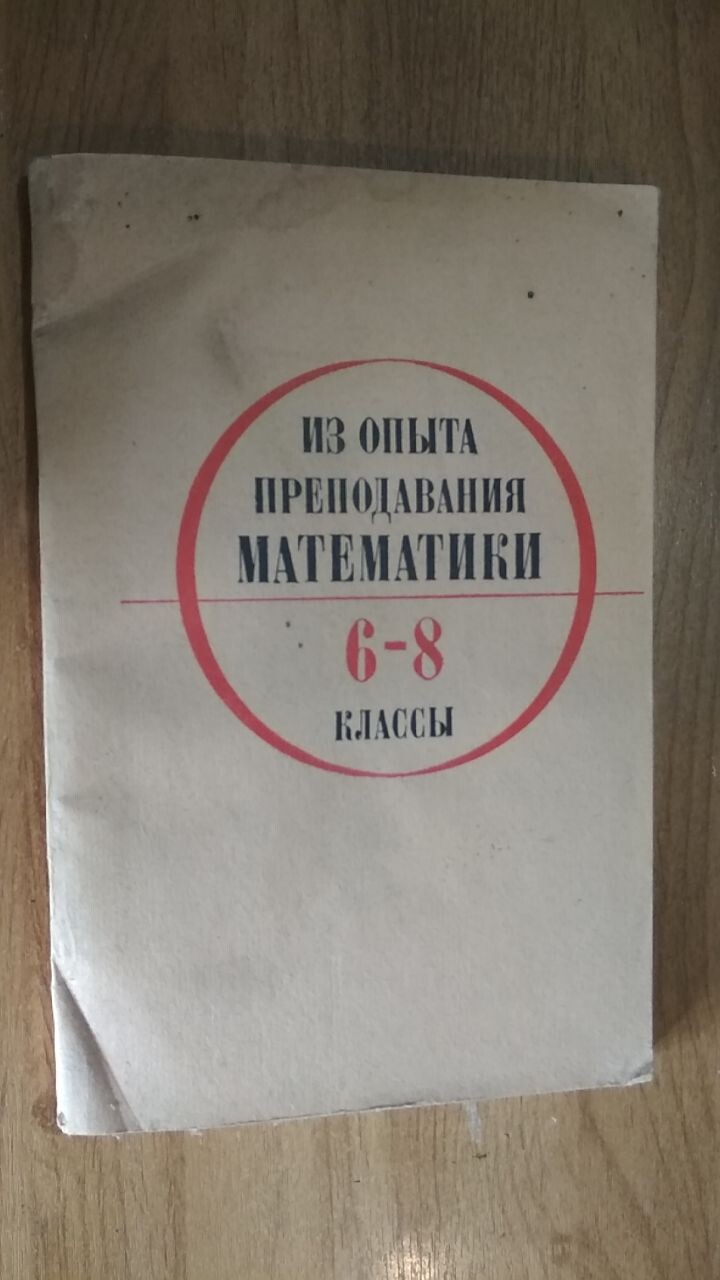 ИЗ ОПЫТА
ПРЕПОДАВАНИЯ
МАТЕМАТИКИ
6-8
КЛАССЫ